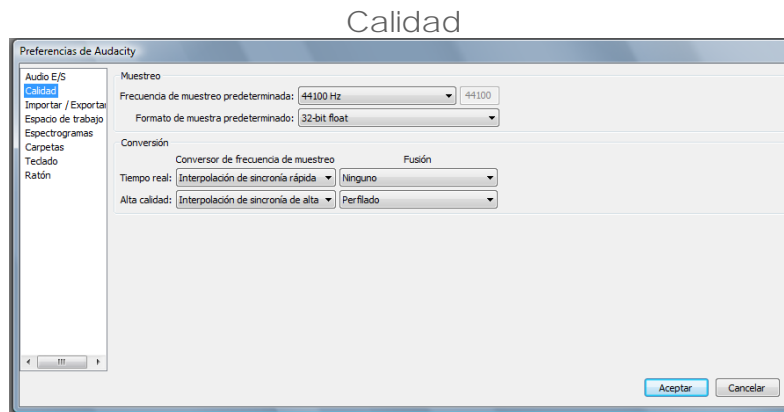 Calidad
Preferencias de Audacity
Audio E/S
Calidad
Importar / Exportar
Espacio de trabajo
Espectrogramas
Carpetas
Teclado
Ratón
Muestreo
Frecuencia de muestreo predeterminada: 44100 Hz 44100
Formato de muestra predeterminado: 32-bit float
Conversión
Conversor de frecuencia de muestreo Fusión
Tiempo real: Interpolación de sincronía rápida Ninguno
Alta calidad: Interpolación de sincronía de alta Perfilado
Aceptar Cancelar